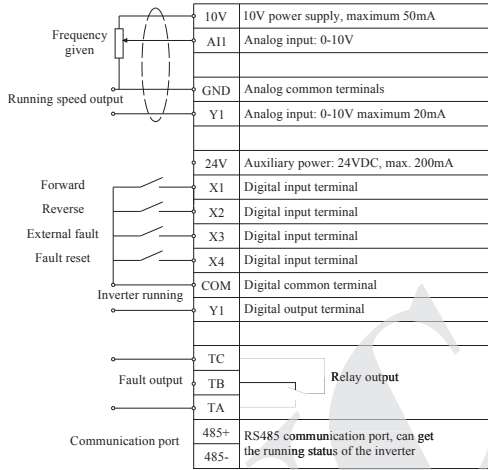 10V 10V power supply, maximum 50mA
Frequency
given
AI1 Analog input: 0-10V
GND Analog common terminals
Running speed output
Y1 Analog input: 0-10V maximum 20mA
24V Auxiliary power: 24VDC, max. 200mA
Forward X1 Digital input terminal
Reverse X2 Digital input terminal
External fault X3 Digital input terminal
Fault reset X4 Digital input terminal
COM Digital common terminal
Inverter running
Y1 Digital output terminal
TC
Fault output TB Relay output
TA
Communication port
485+ RS485 communication port, can get
485- the running status of the inverter